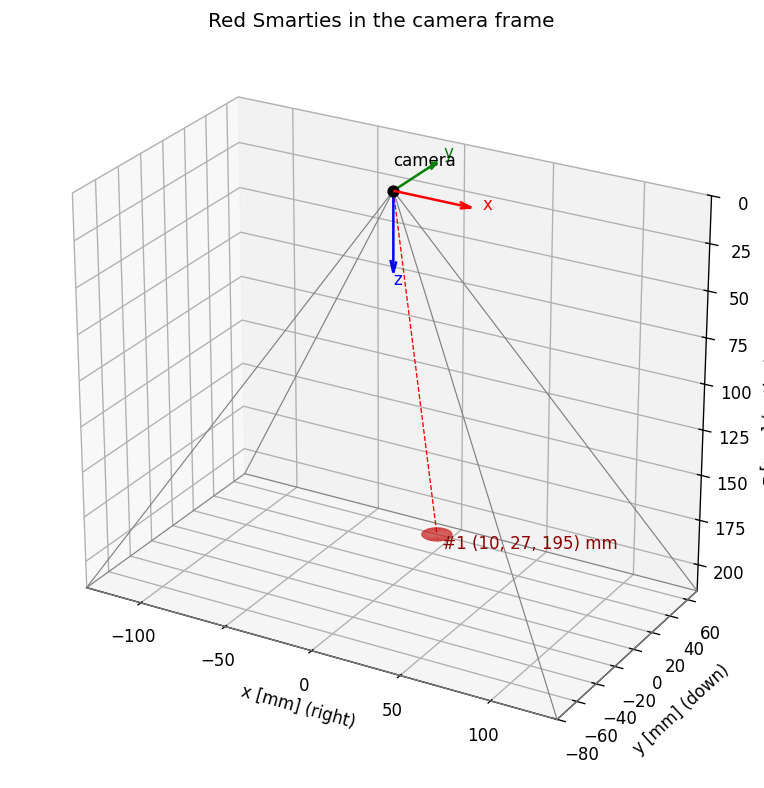 Red Smarties in the camera frame
camera
y
x
z
#1 (10, 27, 195) mm
0
25
50
75
100
125
150
175
200
−100
−50
0
50
100
x [mm] (right)
−80
−60
−40
−20
0
20
40
60
y [mm] (down)